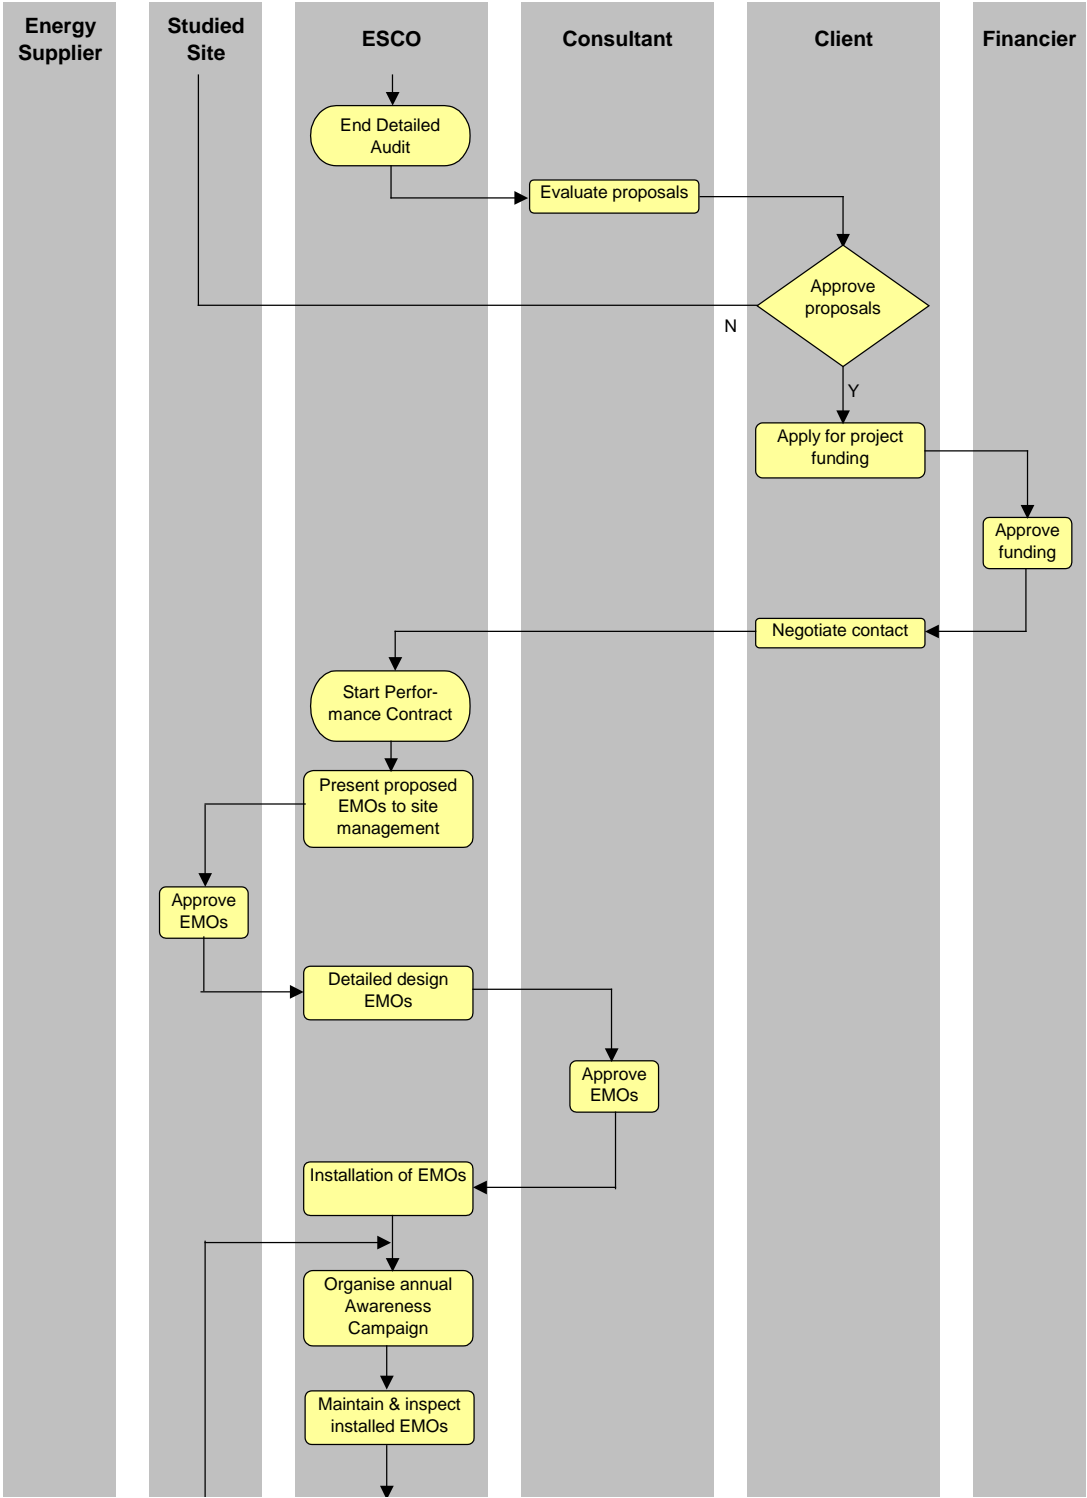 Energy
Supplier
Studied
Site
ESCO
Consultant
Client
Financier
End Detailed
Audit
Evaluate proposals
Approve
proposals
N
Y
Apply for project
funding
Approve
funding
Negotiate contact
Start Perfor-
mance Contract
Present proposed
EMOs to site
management
Approve
EMOs
Detailed design
EMOs
Approve
EMOs
Installation of EMOs
Organise annual
Awareness
Campaign
Maintain & inspect
installed EMOs